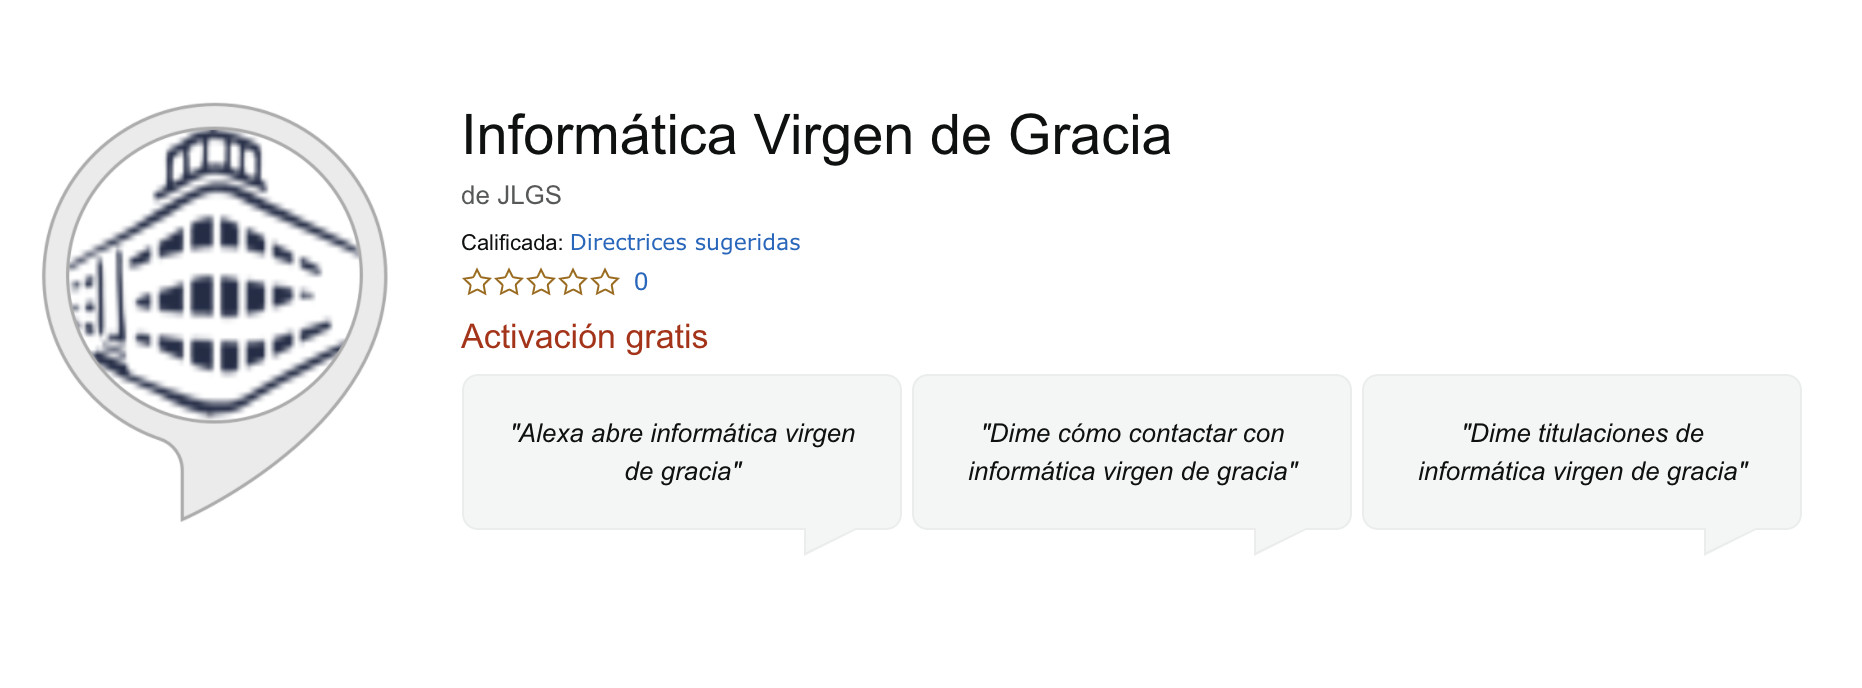 Informática Virgen de Gracia
de JLGS
Calificada: Directrices sugeridas
0
Activación gratis
"Alexa abre informática virgen
de gracia"
"Dime cómo contactar con
informática virgen de gracia"
"Dime titulaciones de
informática virgen de gracia"